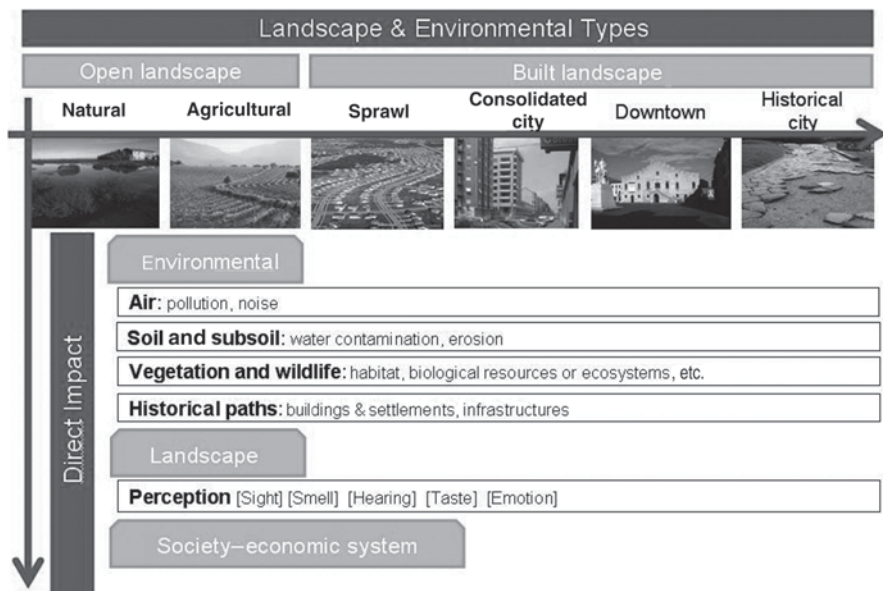 Landscape & Environmental Types
Open landscape
Built landscape
Natural
Agricultural
Sprawl
Consolidated
city
Downtown
Historical
city
Direct Impact
Environmental
Air: pollution, noise
Soil and subsoil: water contamination, erosion
Vegetation and wildlife: habitat, biological resources or ecosystems, etc.
Historical paths: buildings & settlements, infrastructures
Landscape
Perception [Sight] [Smell] [Hearing] [Taste] [Emotion]
Society–economic system